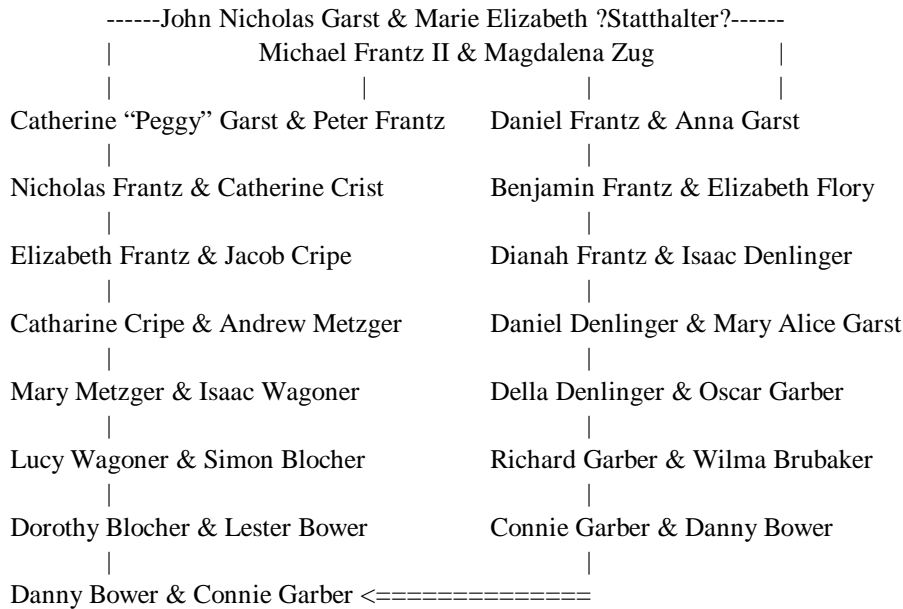 ------John Nicholas Garst & Marie Elizabeth ?Statthalter?------
| Michael Frantz II & Magdalena Zug |
| | | |
Catherine “Peggy” Garst & Peter Frantz Daniel Frantz & Anna Garst
| |
Nicholas Frantz & Catherine Crist Benjamin Frantz & Elizabeth Flory
| |
Elizabeth Frantz & Jacob Cripe Dianah Frantz & Isaac Denlinger
| |
Catharine Cripe & Andrew Metzger Daniel Denlinger & Mary Alice Garst
| |
Mary Metzger & Isaac Wagoner Della Denlinger & Oscar Garber
| |
Lucy Wagoner & Simon Blocher Richard Garber & Wilma Brubaker
| |
Dorothy Blocher & Lester Bower Connie Garber & Danny Bower
| |
Danny Bower & Connie Garber <==============